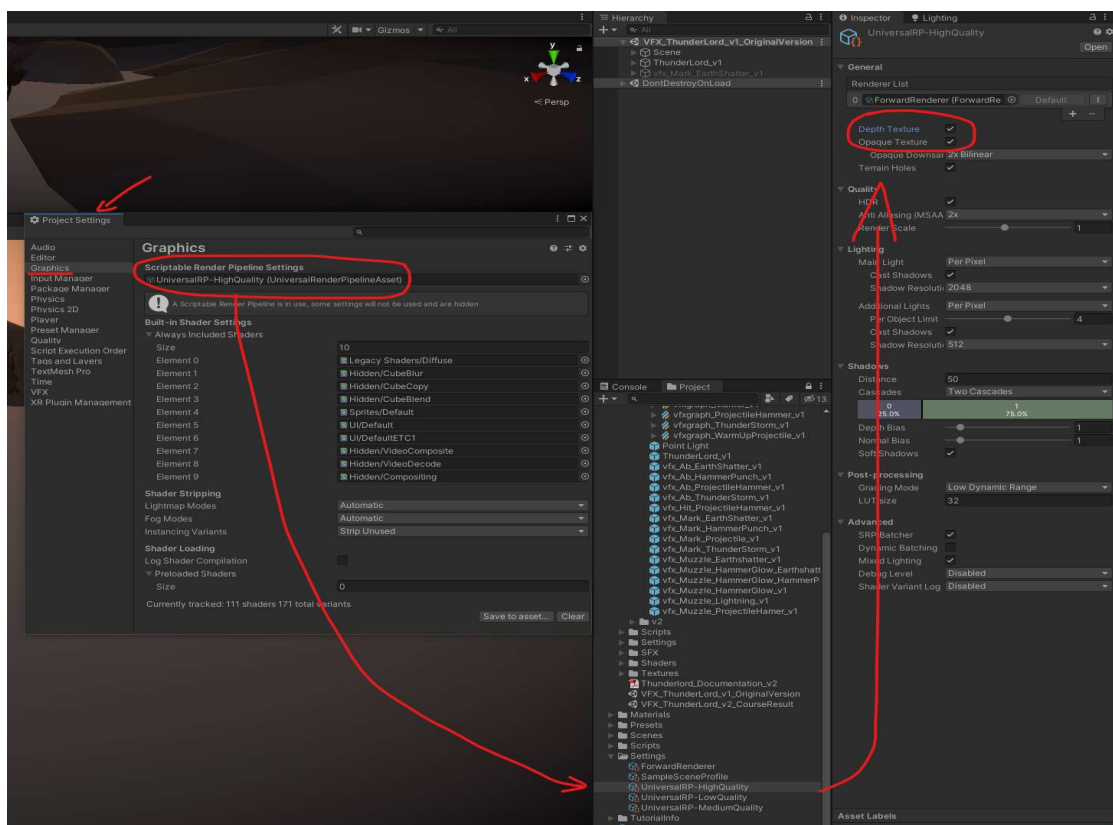 Gizmos
All
y
x
z
Persp
Project Settings
Audio
Editor
Graphics
Input Manager
Package Manager
Physics
Physics 2D
Player
Preset Manager
Quality
Script Execution Order
Tags and Layers
TextMesh Pro
Time
VFX
XR Plugin Management
Graphics
Scriptable Render Pipeline Settings
UniversalRP-HighQuality (UniversalRenderPipelineAsset)
A Scriptable Render Pipeline is in use, some settings will not be used and are hidden
Built-in Shader Settings
Always Included Shaders
Size 10
Element 0 Legacy Shaders/Diffuse
Element 1 Hidden/CubeBlur
Element 2 Hidden/CubeCopy
Element 3 Hidden/CubeBlend
Element 4 Sprites/Default
Element 5 UI/Default
Element 6 UI/DefaultETC1
Element 7 Hidden/VideoComposite
Element 8 Hidden/VideoDecode
Element 9 Hidden/Compositing
Shader Stripping
Lightmap Modes Automatic
Fog Modes Automatic
Instancing Variants Strip Unused
Shader Loading
Log Shader Compilation
Preloaded Shaders
Size 0
Currently tracked: 111 shaders 171 total variants
Save to asset... Clear
Hierarchy
All
VFX_ThunderLord_v1_OriginalVersion
Scene
ThunderLord_v1
vfx_Mark_EarthShatter_v1
DontDestroyOnLoad
Console Project
13
vfxgraph_ProjectileHammer_v1
vfxgraph_ThunderStorm_v1
vfxgraph_WarmUpProjectile_v1
Point Light
ThunderLord_v1
vfx_Ab_EarthShatter_v1
vfx_Ab_HammerPunch_v1
vfx_Ab_ProjectileHammer_v1
vfx_Ab_ThunderStorm_v1
vfx_Hit_ProjectileHammer_v1
vfx_Mark_EarthShatter_v1
vfx_Mark_HammerPunch_v1
vfx_Mark_Projectile_v1
vfx_Mark_ThunderStorm_v1
vfx_Muzzle_Earthshatter_v1
vfx_Muzzle_HammerGlow_Earthshatt
vfx_Muzzle_HammerGlow_HammerP
vfx_Muzzle_HammerGlow_v1
vfx_Muzzle_Lightning_v1
vfx_Muzzle_ProjectileHamer_v1
v2
Scripts
Settings
SFX
Shaders
Textures
Thunderlord_Documentation_v2
VFX_ThunderLord_v1_OriginalVersion
VFX_ThunderLord_v2_CourseResult
Materials
Presets
Scenes
Scripts
Settings
ForwardRenderer
SampleSceneProfile
UniversalRP-HighQuality
UniversalRP-LowQuality
UniversalRP-MediumQuality
TutorialInfo
Inspector Lighting
UniversalRP-HighQuality
Open
General
Renderer List
0 ForwardRenderer (ForwardRe Default
+ −
Depth Texture
Opaque Texture
Opaque Downsar 2x Bilinear
Terrain Holes
Quality
HDR
Anti Aliasing (MSAA 2x
Render Scale 1
Lighting
Main Light Per Pixel
Cast Shadows
Shadow Resoluti 2048
Additional Lights Per Pixel
Per Object Limit 4
Cast Shadows
Shadow Resoluti 512
Shadows
Distance 50
Cascades Two Cascades
0 1
25.0% 75.0%
Depth Bias 1
Normal Bias 1
Soft Shadows
Post-processing
Grading Mode Low Dynamic Range
LUT size 32
Advanced
SRP Batcher
Dynamic Batching
Mixed Lighting
Debug Level Disabled
Shader Variant Log Disabled
Asset Labels